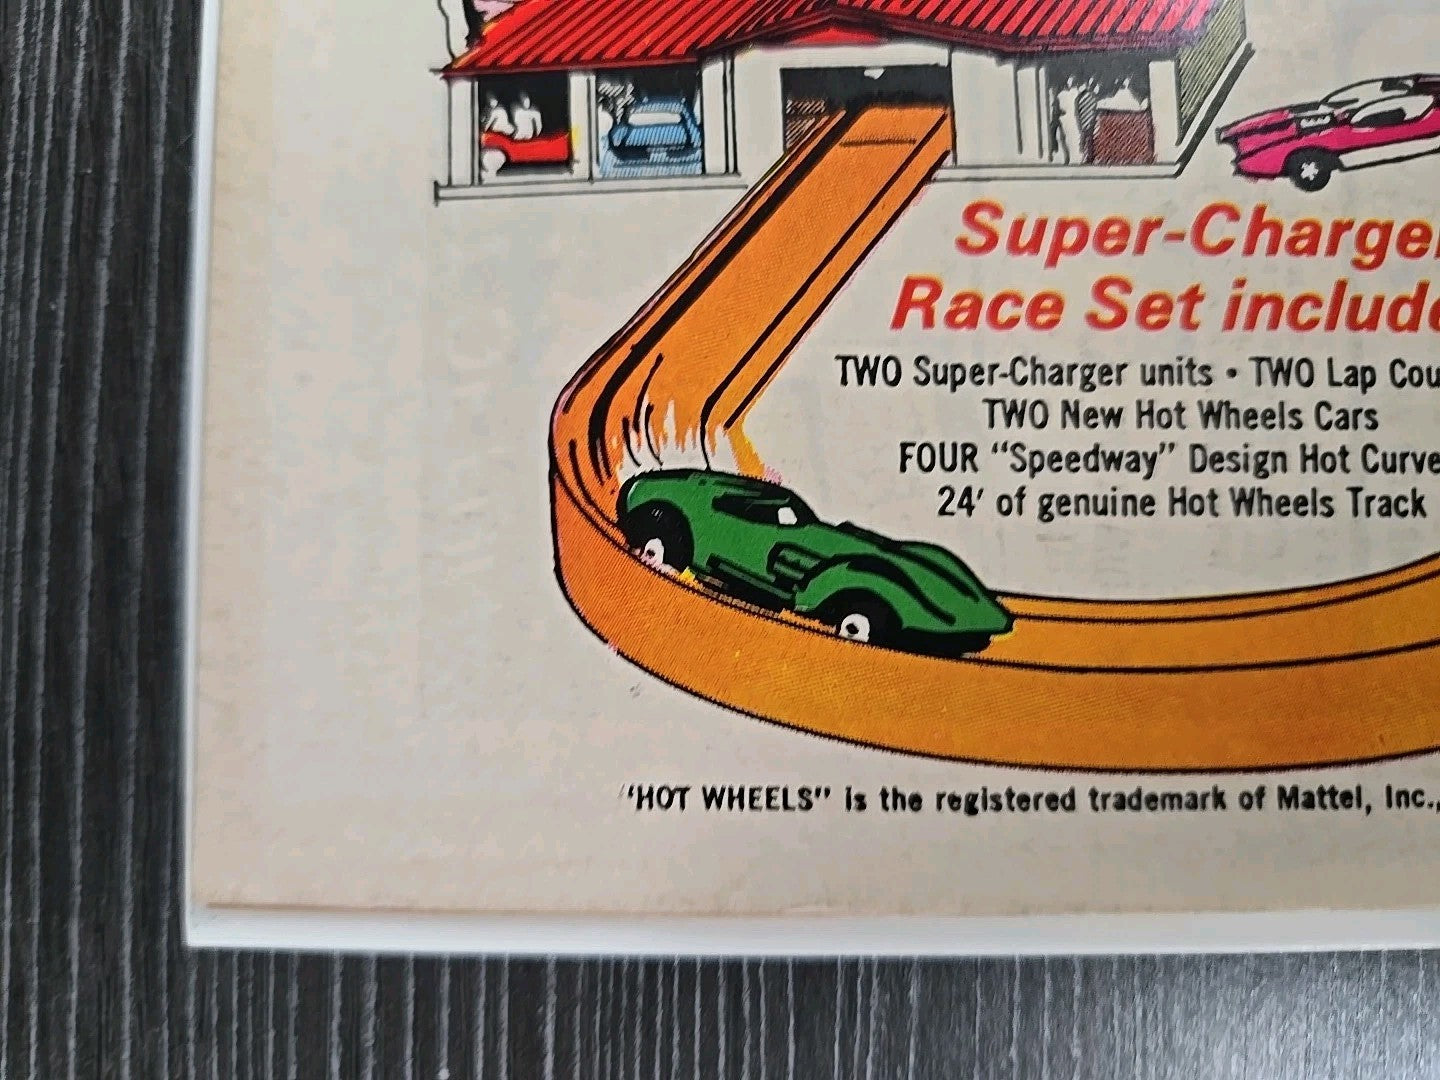 Super-Charger
Race Set include
TWO Super-Charger units • TWO Lap Cou
TWO New Hot Wheels Cars
FOUR "Speedway" Design Hot Curve
24' of genuine Hot Wheels Track
"HOT WHEELS" is the registered trademark of Mattel, Inc.,